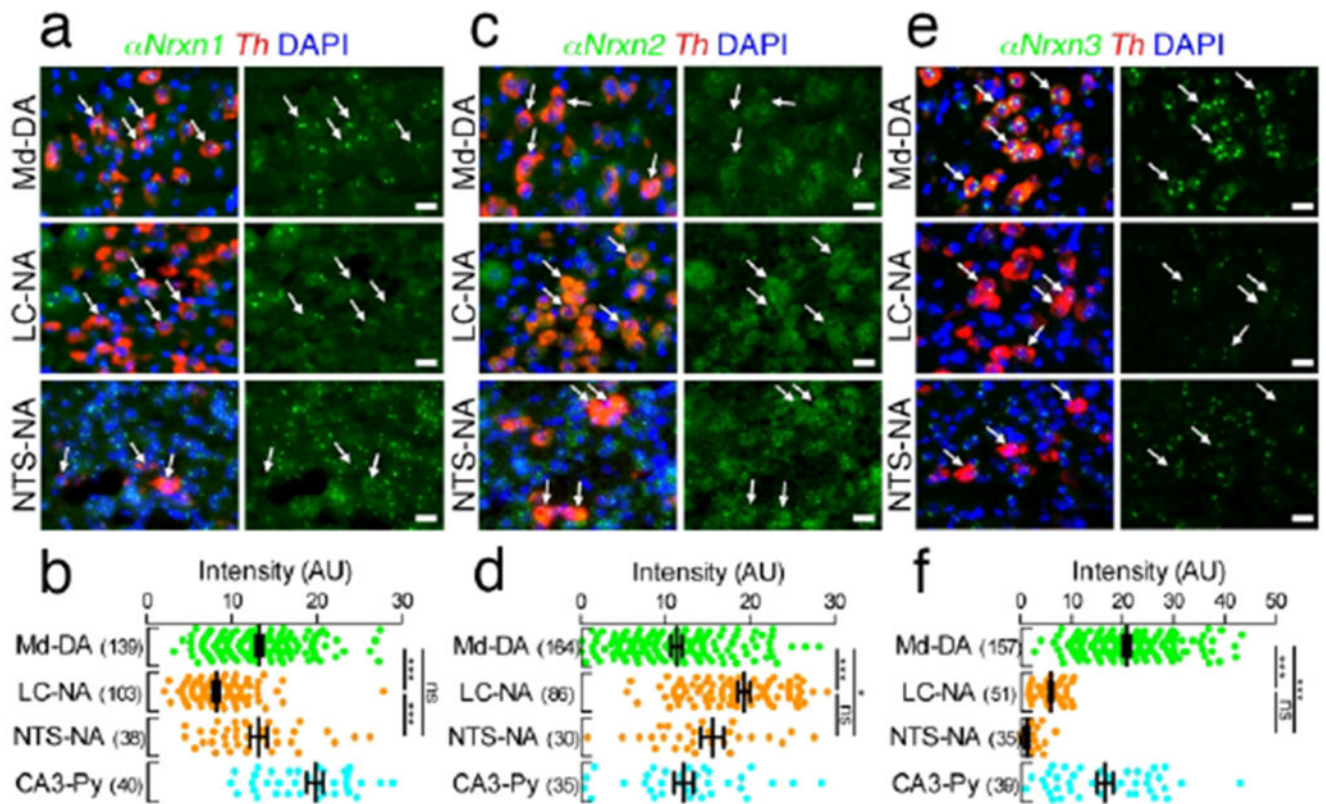 a
αNrxn1 Th DAPI
Md-DA
LC-NA
NTS-NA
b
Intensity (AU)
0 10 20 30
Md-DA (139)
LC-NA (103)
NTS-NA (38)
CA3-Py (40)
***
***
ns
c
αNrxn2 Th DAPI
Md-DA
LC-NA
NTS-NA
d
Intensity (AU)
0 10 20 30
Md-DA (164)
LC-NA (86)
NTS-NA (30)
CA3-Py (35)
***
ns
*
e
αNrxn3 Th DAPI
Md-DA
LC-NA
NTS-NA
f
Intensity (AU)
0 10 20 30 40 50
Md-DA (157)
LC-NA (51)
NTS-NA (35)
CA3-Py (39)
***
ns
***